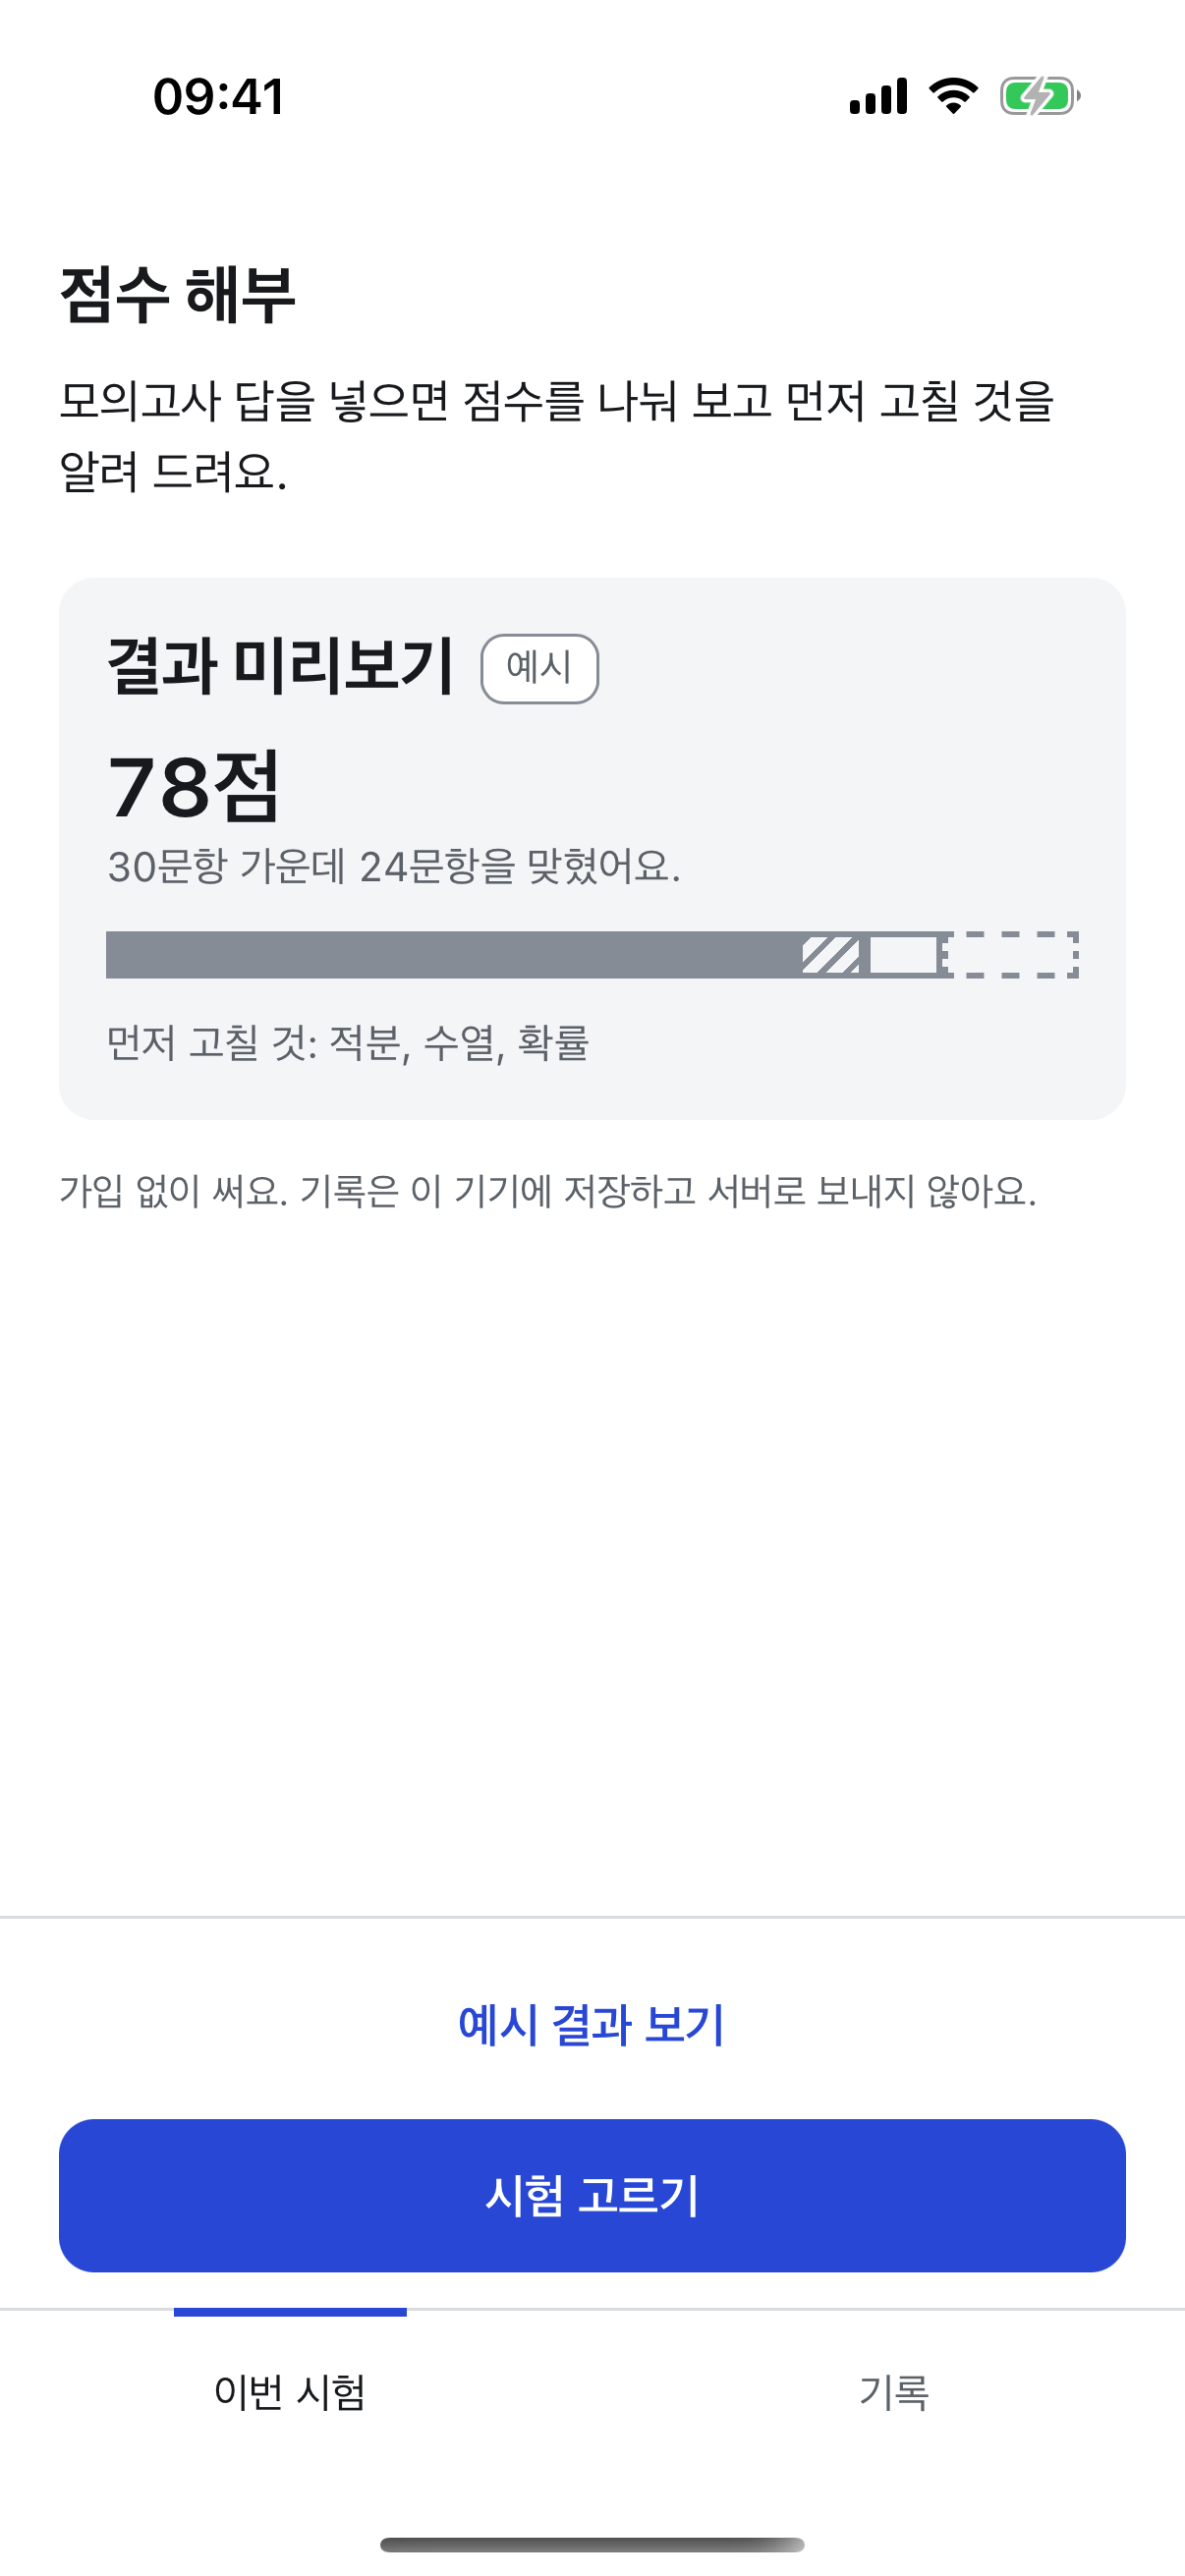 09:41
점수 해부
모의고사 답을 넣으면 점수를 나눠 보고 먼저 고칠 것을
알려 드려요.
결과 미리보기 예시
78점
30문항 가운데 24문항을 맞혔어요.
먼저 고칠 것: 적분, 수열, 확률
가입 없이 써요. 기록은 이 기기에 저장하고 서버로 보내지 않아요.
예시 결과 보기
시험 고르기
이번 시험 기록